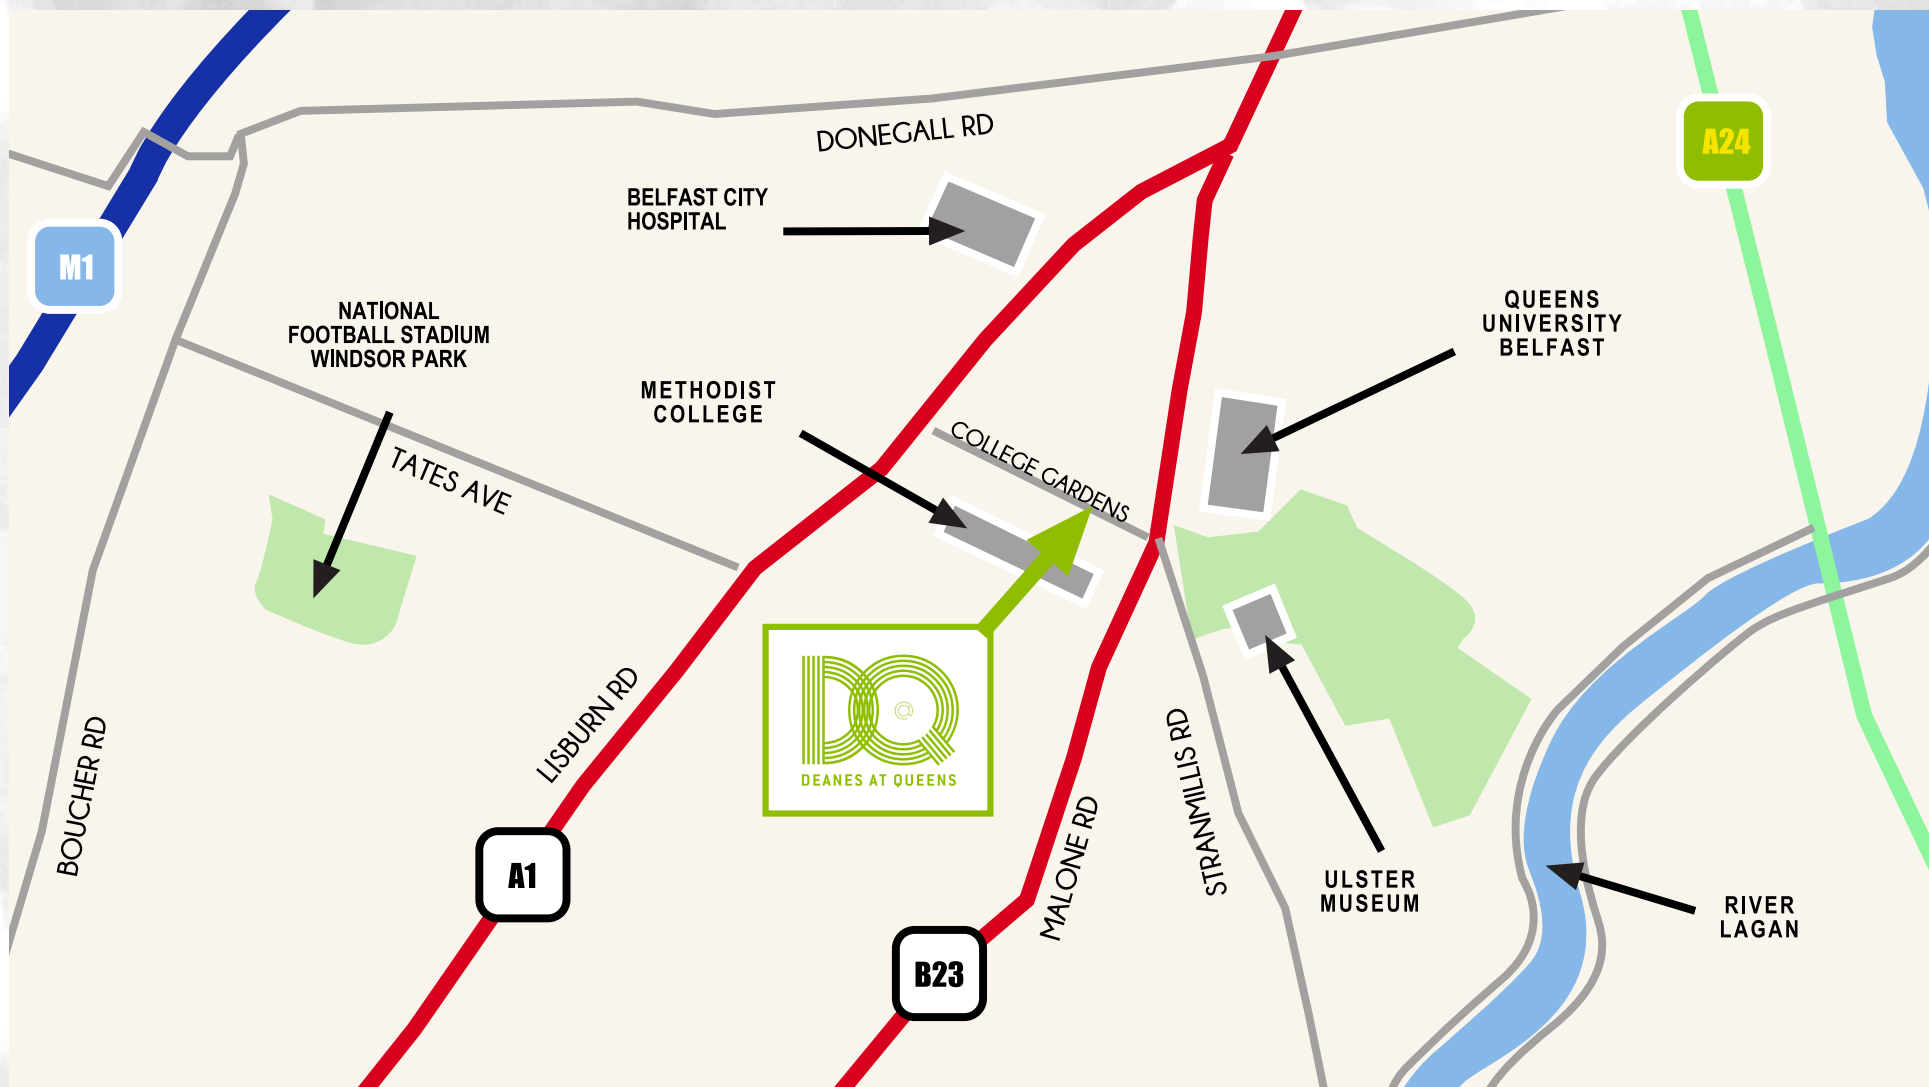 DONEGALL RD
A24
BELFAST CITY
HOSPITAL
M1
NATIONAL
FOOTBALL STADIUM
WINDSOR PARK
QUEENS
UNIVERSITY
BELFAST
METHODIST
COLLEGE
COLLEGE GARDENS
TATES AVE
LISBURN RD
BOUCHER RD
DQ
@
DEANES AT QUEENS
STRANMILLIS RD
MALONE RD
A1
ULSTER
MUSEUM
RIVER
LAGAN
B23